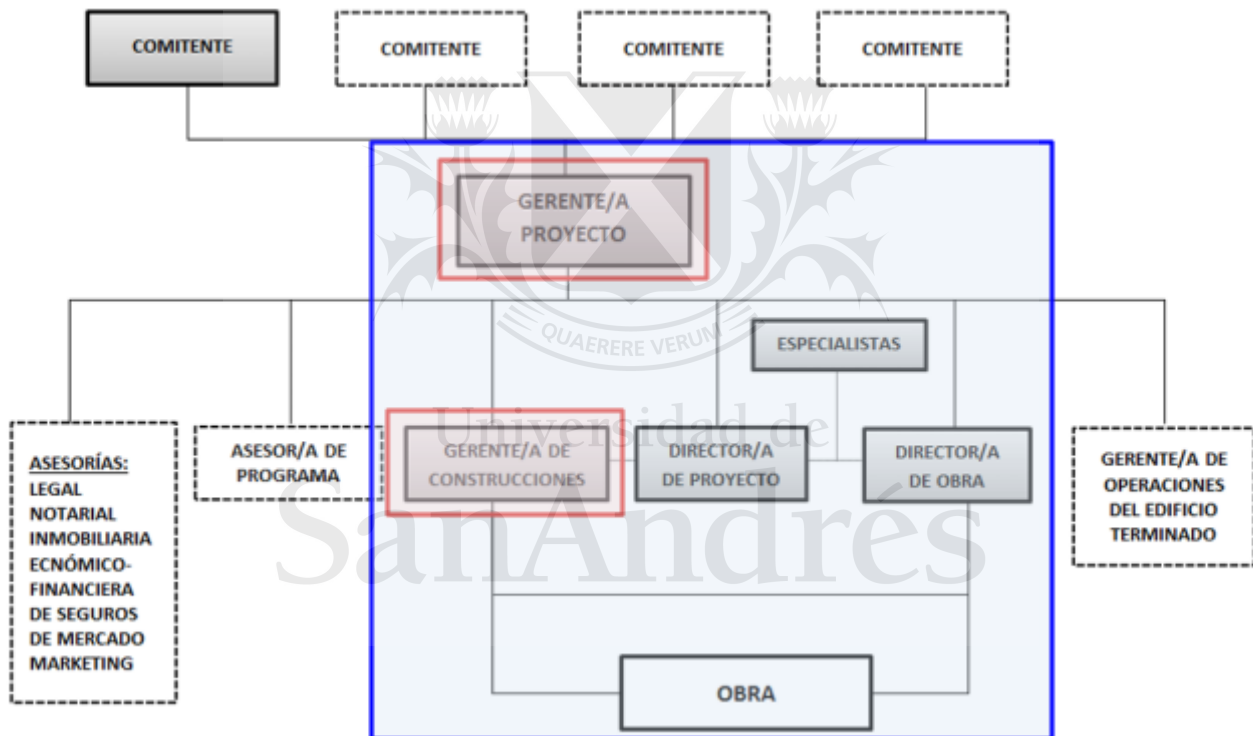 COMITENTE
COMITENTE
COMITENTE
COMITENTE
GERENTE/A
PROYECTO
QUAERERE VERUM
ESPECIALISTAS
ASESORÍAS:
LEGAL
NOTARIAL
INMOBILIARIA
ECNÓMICO-
FINANCIERA
DE SEGUROS
DE MERCADO
MARKETING
ASESOR/A DE
PROGRAMA
GERENTE/A DE
CONSTRUCCIONES
DIRECTOR/A
DE PROYECTO
DIRECTOR/A
DE OBRA
GERENTE/A DE
OPERACIONES
DEL EDIFICIO
TERMINADO
Universidad de
SanAndrés
OBRA